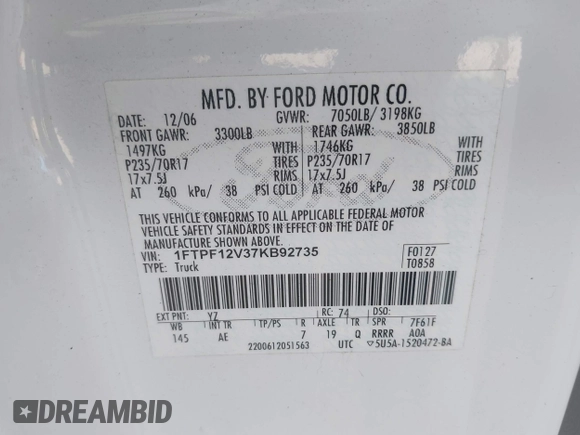 MFD. BY FORD MOTOR CO.
DATE: 12/06 GVWR: 7050LB/ 3198KG
FRONT GAWR: 3300LB REAR GAWR: 3850LB
1497KG WITH 1746KG WITH
P235/70R17 TIRES P235/70R17 TIRES
17x7.5J RIMS 17x7.5J RIMS
AT 260 kPa/ 38 PSI COLD AT 260 kPa/ 38 PSI COLD
THIS VEHICLE CONFORMS TO ALL APPLICABLE FEDERAL MOTOR
VEHICLE SAFETY STANDARDS IN EFFECT ON THE DATE OF
MANUFACTURE SHOWN ABOVE.
VIN: 1FTPF12V37KB92735 F0127
TYPE: Truck T0858
EXT PNT: YZ RC: 74 DSO:
WB INT TR TP/PS R AXLE TR SPR 7F61F
145 AE 7 19 Q RRRR A0A
2200612051563 UTC ▽5U5A-1520472-BA
Ford
DREAMBID